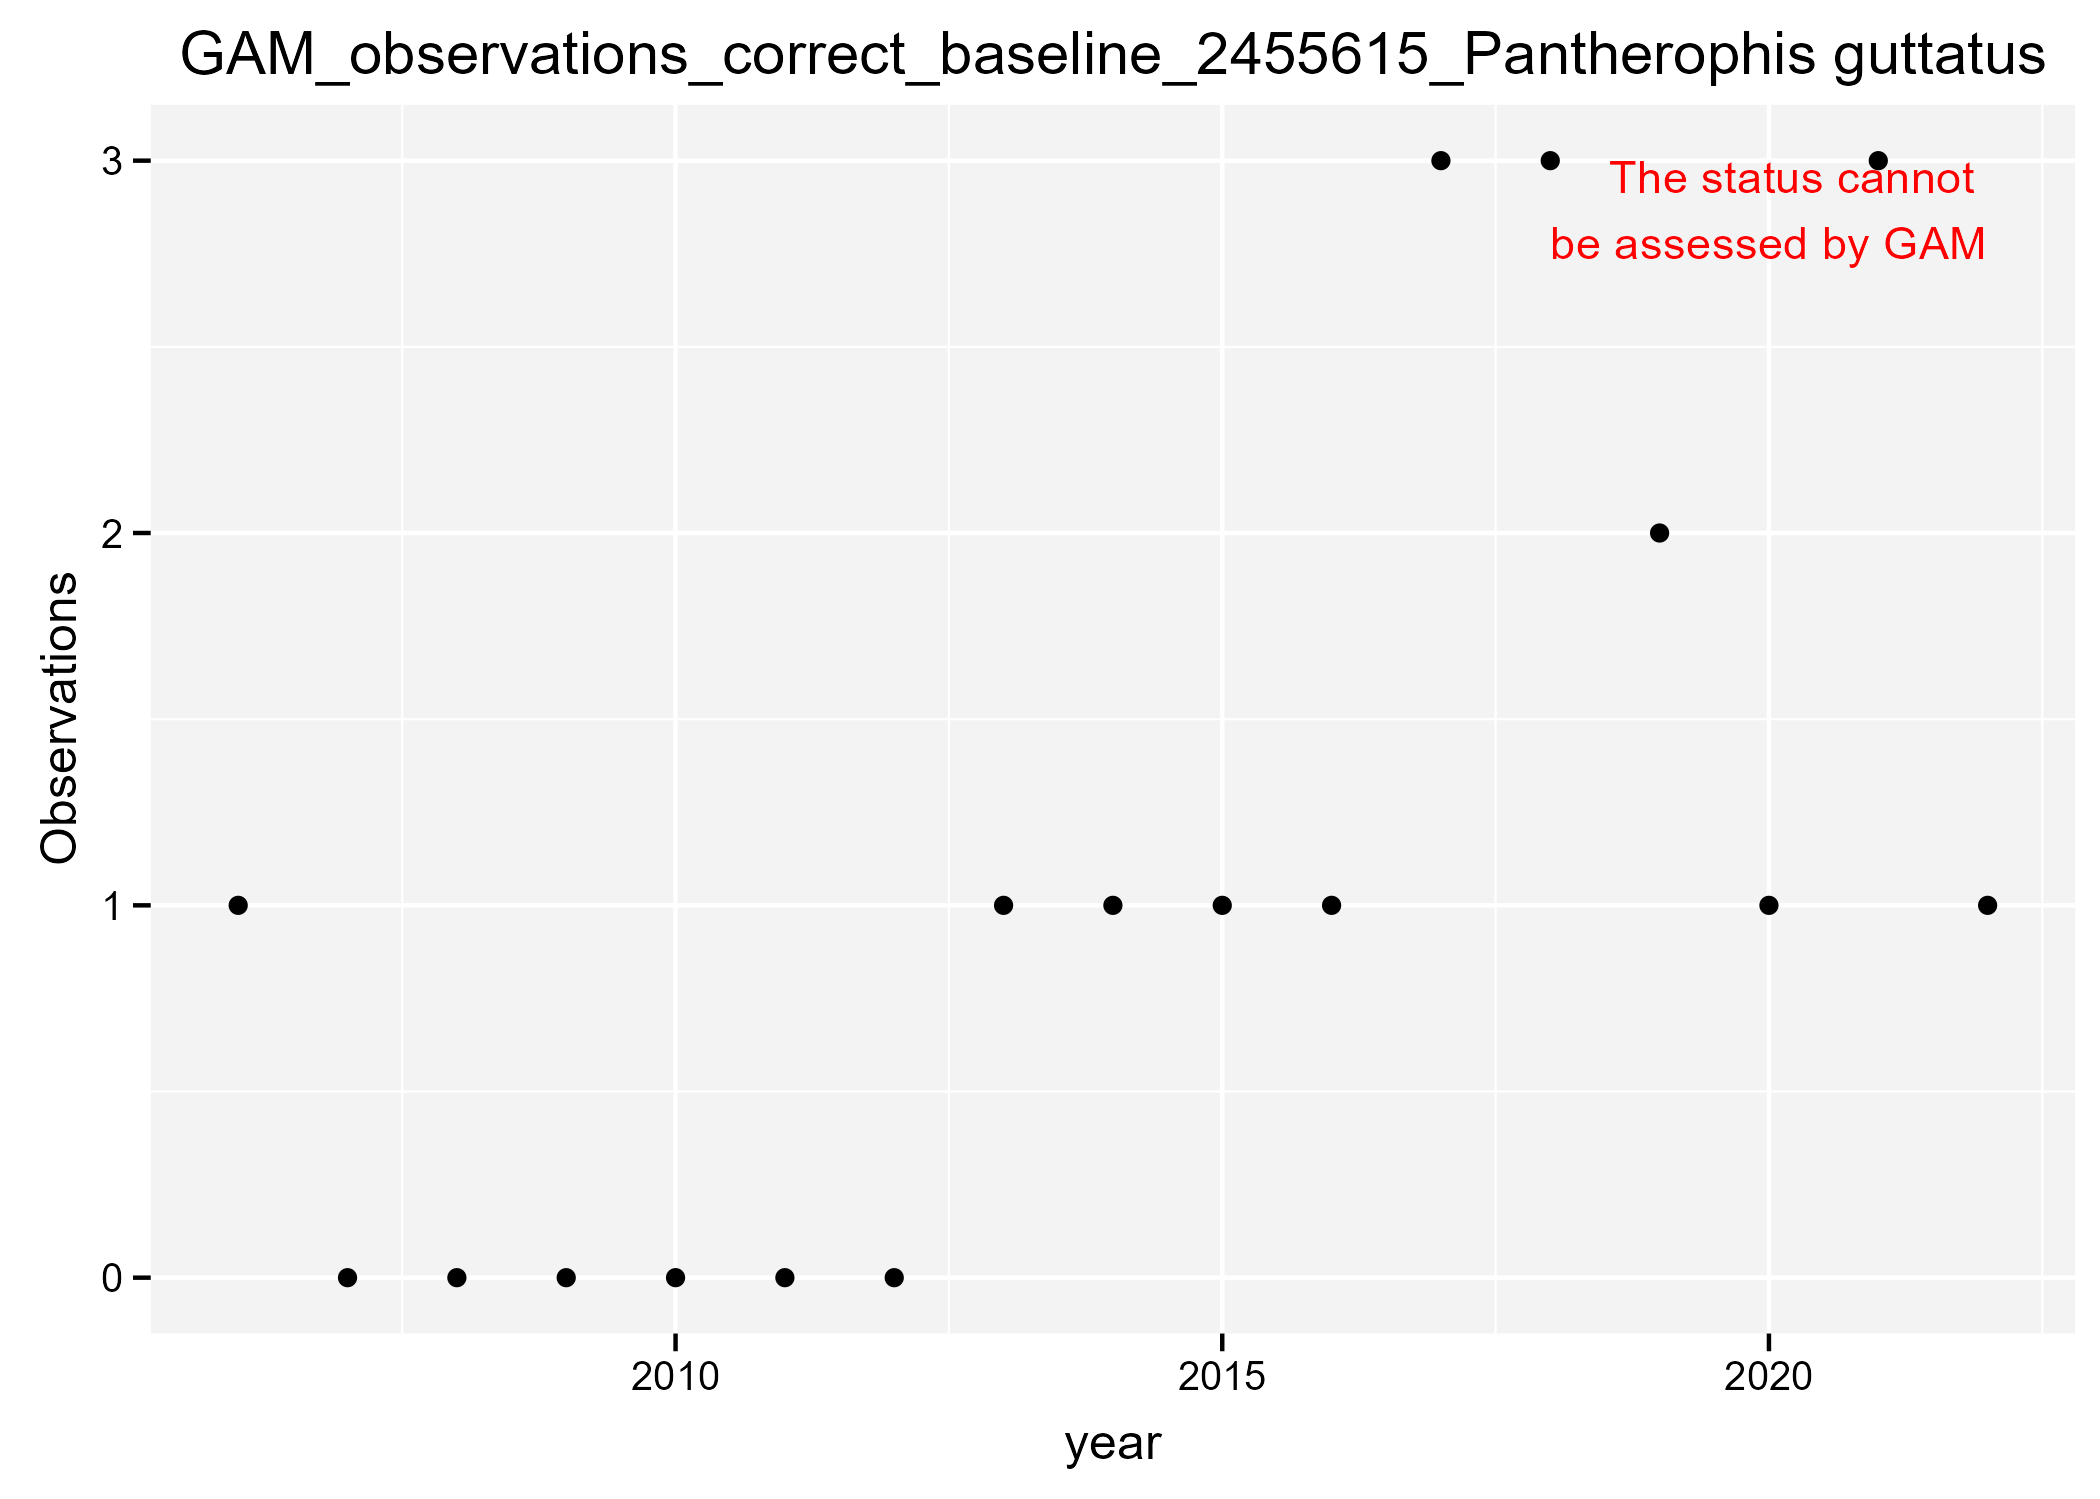 GAM_observations_correct_baseline_2455615_Pantherophis guttatus
3
The status cannot
be assessed by GAM
2
Observations
1
0
2010 2015 2020
year